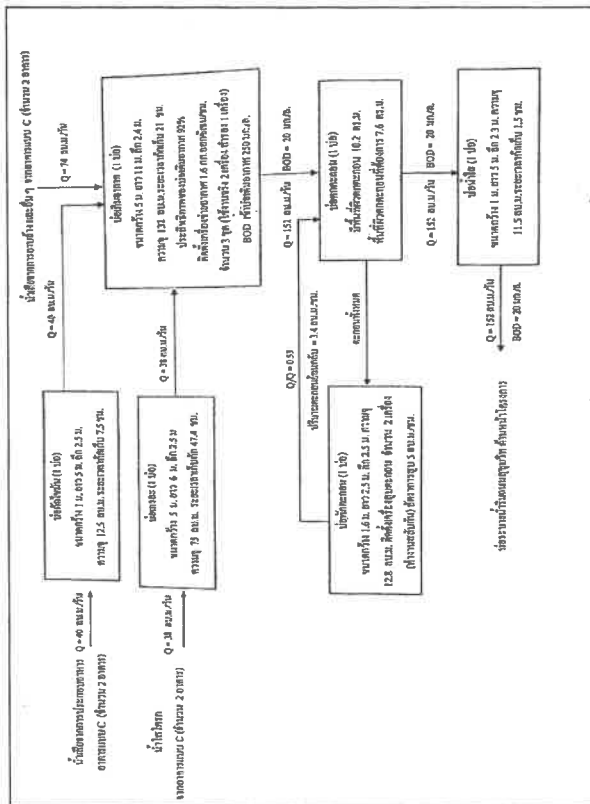 น้ำเสียจากการประกอบอาหาร Q = 40 ลบ.ม/วัน
อาคารแบบ C (จำนวน 2 อาคาร)
บ่อดักไขมัน (1 บ่อ)
ขนาดกว้าง 1 ม. ยาว 5 ม. ลึก 2.5 ม.
ความจุ 12.5 ลบ.ม. ระยะเวลากักเก็บ 7.5 ชม.
Q = 40 ลบ.ม/วัน
น้ำเสียจากการอาบล้างและอื่นๆ จากอาคารแบบ C (จำนวน 2 อาคาร)
Q = 74 ลบ.ม/วัน
น้ำโสโครก
จากอาคารแบบ C (จำนวน 2 อาคาร)
Q = 38 ลบ.ม/วัน
บ่อเกรอะ (1 บ่อ)
ขนาดกว้าง 5 ม. ยาว 6 ม. ลึก 2.5 ม
ความจุ 75 ลบ.ม. ระยะเวลาเก็บกัก 47.4 ชม.
Q = 38 ลบ.ม/วัน
บ่อเติมอากาศ (1 บ่อ)
ขนาดกว้าง 5 ม. ยาว 11 ม. ลึก 2.4 ม.
ความจุ 132 ลบ.ม. ระยะเวลากักเก็บ 21 ชม.
ประสิทธิภาพของบ่อเติมอากาศ 92%
ติดตั้งเครื่องจ่ายอากาศ 1.6 กก.ออกซิเจน/ชม.
จำนวน 3 ชุด (ใช้งานจริง 2 เครื่อง สำรอง 1 เครื่อง)
BOD เข้าบ่อเติมอากาศ 250 มก./ล.
Q = 152 ลบ.ม/วัน
BOD = 20 มก./ล.
Q/Q = 0.53
ปริมาตรตะกอนย้อนกลับ = 3.4 ลบ.ม./ชม.
บ่อตกตะกอน (1 บ่อ)
มีพื้นที่ผิวตกตะกอน 10.2 ตร.ม.
พื้นที่ผิวตกตะกอนที่ต้องการ 7.6 ตร.ม.
ตะกอนทั้งหมด
บ่อพักตะกอน (1 บ่อ)
ขนาดกว้าง 1.6 ม. ยาว 2.5 ม. ลึก 2.5 ม. ความจุ
12.8 ลบ.ม. ติดตั้งเครื่องสูบตะกอน จำนวน 2 เครื่อง
(ทำงานสลับกัน) อัตราการสูบ 5 ลบ.ม./ชม.
Q = 152 ลบ.ม/วัน
BOD = 20 มก./ล.
บ่อน้ำใส (1 บ่อ)
ขนาดกว้าง 1 ม. ยาว 5 ม. ลึก 2.3 ม. ความจุ
11.5 ลบ.ม. ระยะเวลากักเก็บ 1.5 ชม.
Q = 152 ลบ.ม/วัน
BOD = 20 มก./ล.
ท่อระบายน้ำริมถนนสุขุมวิท ด้านหน้าโครงการ